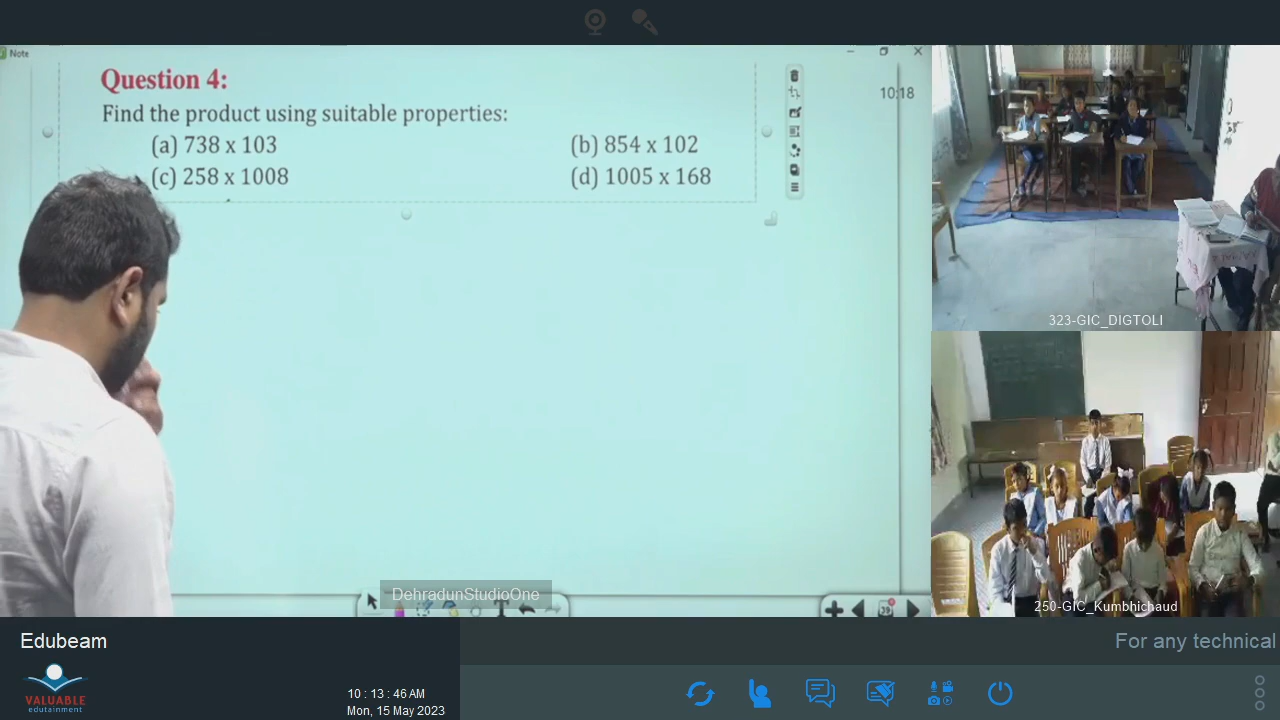 Note
Question 4:
10:18
Find the product using suitable properties:
(a) 738 x 103
(b) 854 x 102
(c) 258 x 1008
(d) 1005 x 168
323-GIC_DIGTOLI
DehradunStudioOne
250-GIC_Kumbhichaud
Edubeam
For any technical
VALUABLE
edutainment
10 : 13 : 46 AM
Mon, 15 May 2023